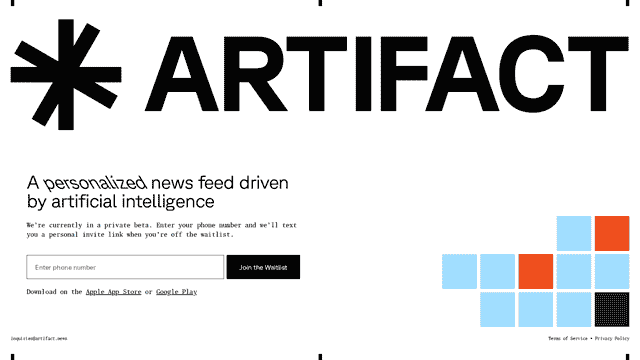 ARTIFACT
A personalized news feed driven
by artificial intelligence
We're currently in a private beta. Enter your phone number and we'll text
you a personal invite link when you're off the waitlist.
Enter phone number
Join the Waitlist
Download on the Apple App Store or Google Play
inquiries@artifact.news
Terms of Service • Privacy Policy